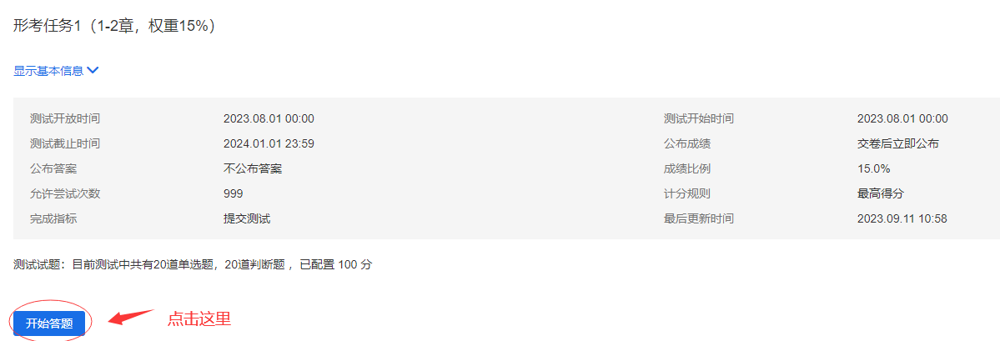 形考任务1（1-2章，权重15%）
显示基本信息
测试开放时间 2023.08.01 00:00 测试开始时间 2023.08.01 00:00
测试截止时间 2024.01.01 23:59 公布成绩 交卷后立即公布
公布答案 不公布答案 成绩比例 15.0%
允许尝试次数 999 计分规则 最高得分
完成指标 提交测试 最后更新时间 2023.09.11 10:58
测试试题：目前测试中共有20道单选题，20道判断题 ，已配置 100 分
开始答题 点击这里